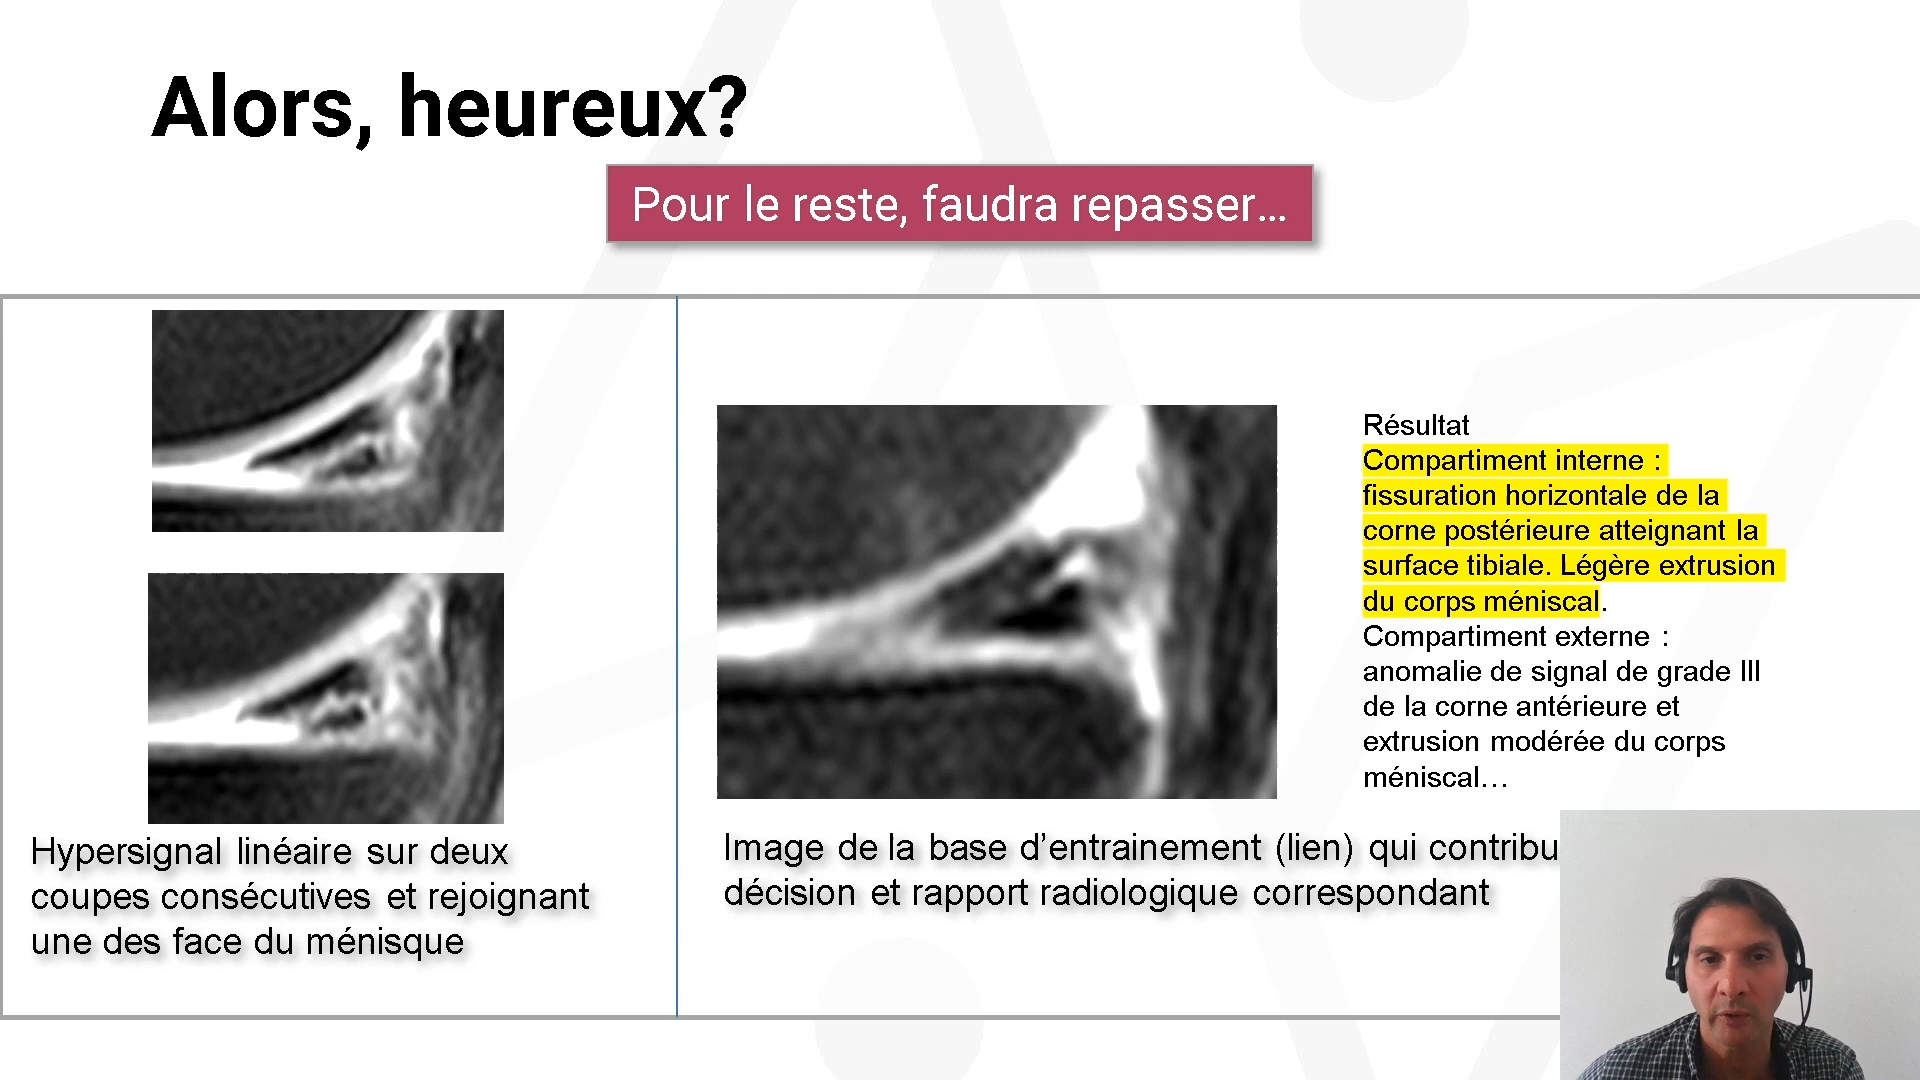 Alors, heureux?
Pour le reste, faudra repasser...
Hypersignal linéaire sur deux
coupes consécutives et rejoignant
une des face du ménisque
Résultat
Compartiment interne :
fissuration horizontale de la
corne postérieure atteignant la
surface tibiale. Légère extrusion
du corps méniscal.
Compartiment externe :
anomalie de signal de grade III
de la corne antérieure et
extrusion modérée du corps
méniscal…
Image de la base d’entrainement (lien) qui contribu
décision et rapport radiologique correspondant